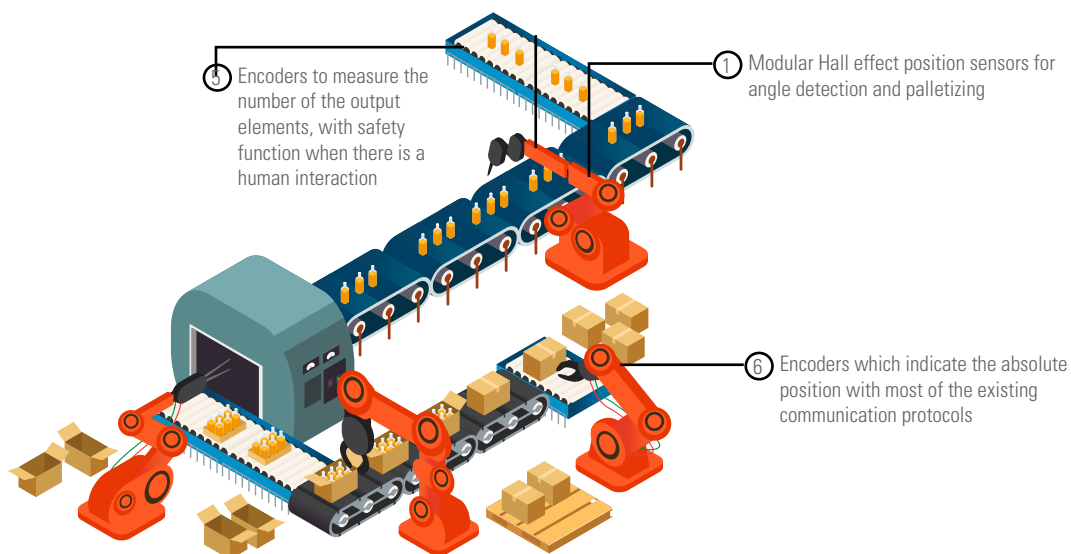 5 Encoders to measure the
number of the output
elements, with safety
function when there is a
human interaction
1 Modular Hall effect position sensors for
angle detection and palletizing
6 Encoders which indicate the absolute
position with most of the existing
communication protocols